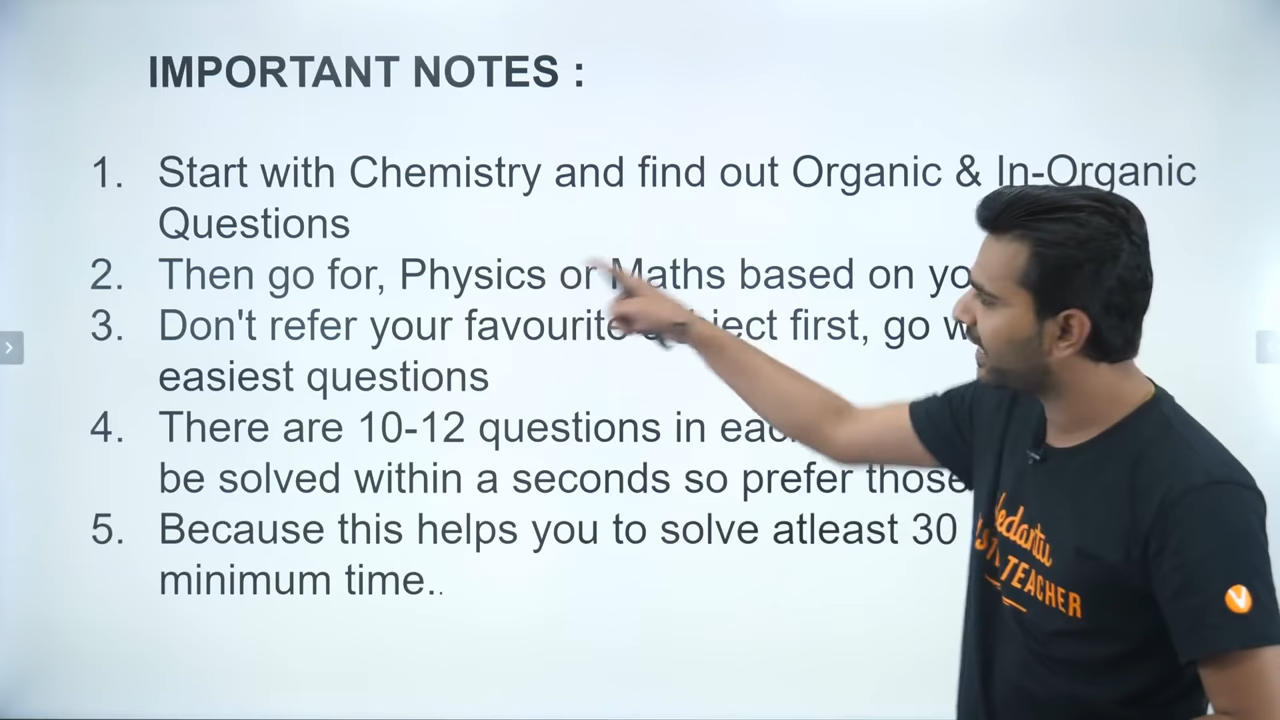 IMPORTANT NOTES :
1. Start with Chemistry and find out Organic & In-Organic
Questions
2. Then go for, Physics or Maths based on
3. Don't refer your favourite first, go
easiest questions
4. There are 10-12 questions in
be solved within a seconds so prefer those
5. Because this helps you to solve atleast 30
minimum time..
Vedantu
TEACHER
V